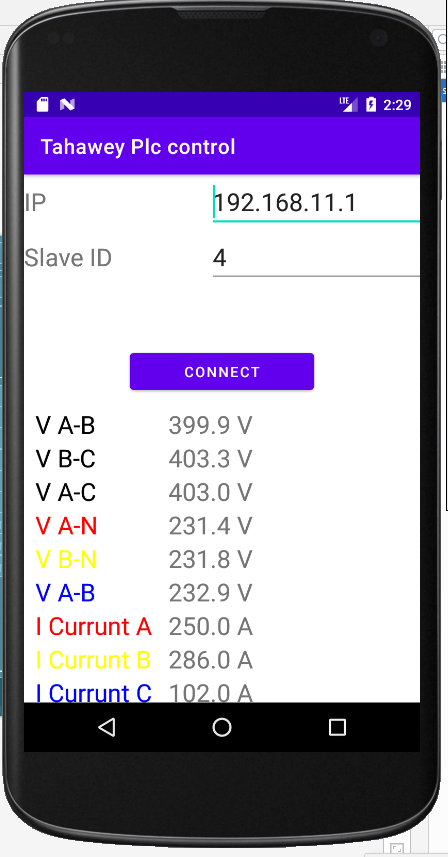 LTE 2:29
Tahawey Plc control
IP 192.168.11.1
Slave ID 4
CONNECT
V A-B 399.9 V
V B-C 403.3 V
V A-C 403.0 V
V A-N 231.4 V
V B-N 231.8 V
V A-B 232.9 V
I Currunt A 250.0 A
I Currunt B 286.0 A
I Currunt C 102.0 A